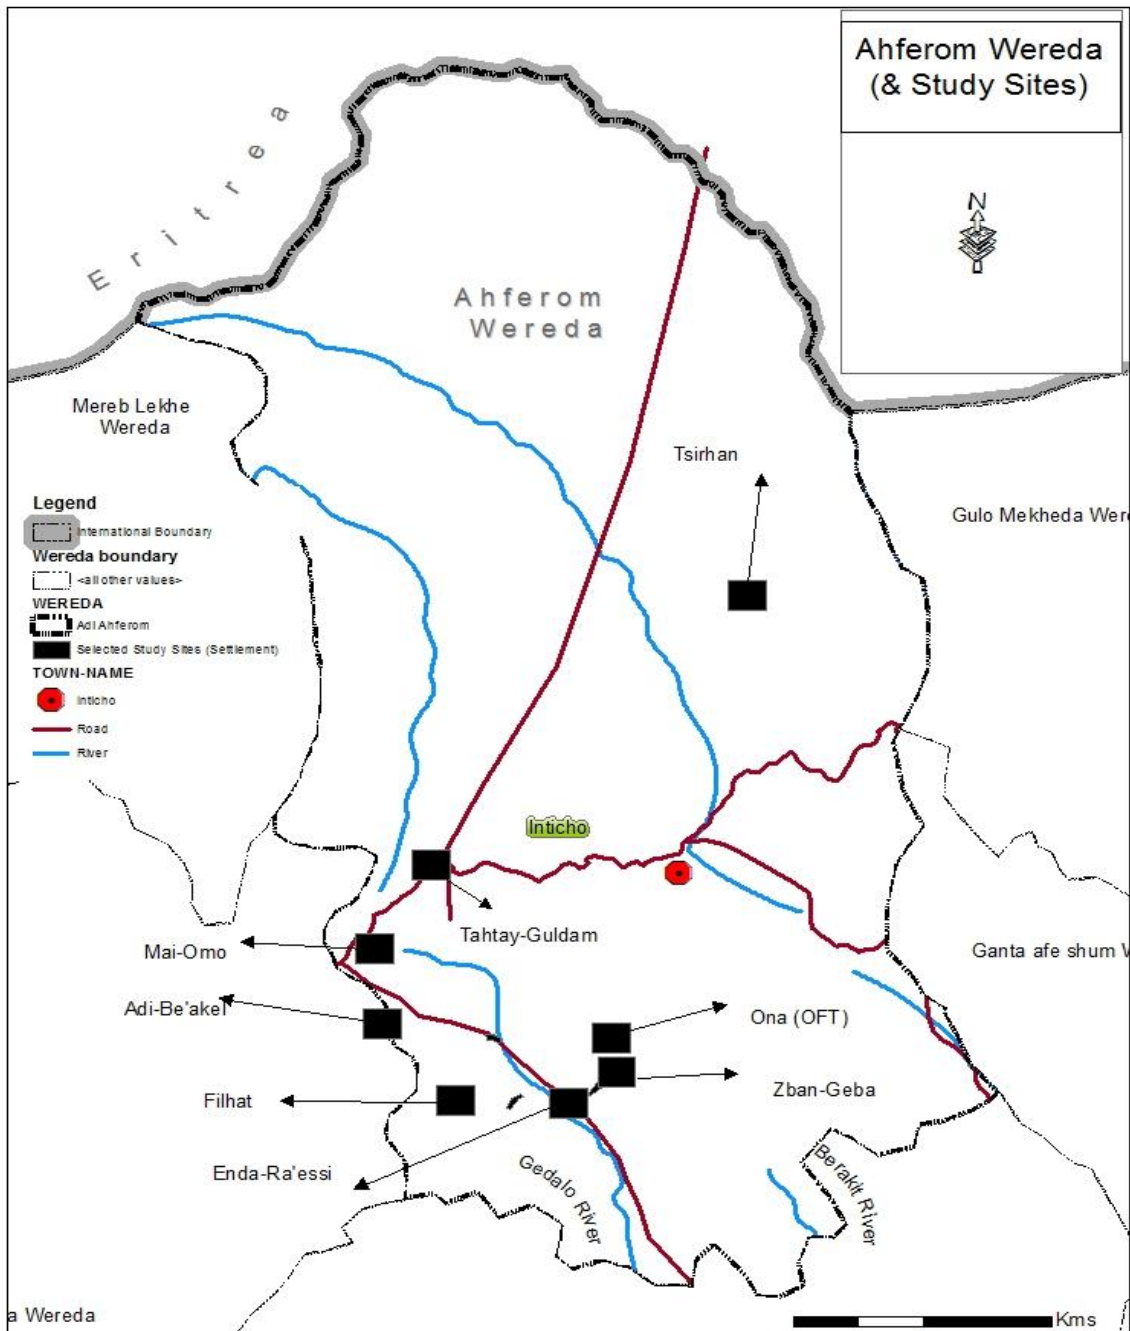 Ahferom Wereda
(& Study Sites)
N
Eritrea
Ahferom
Wereda
Mereb Lekhe
Wereda
Tsirhan
Gulo Mekheda Were
Legend
International Boundary
Wereda boundary
<all other values>
WEREDA
Adi Ahferom
Selected Study Sites (Settlement)
TOWN-NAME
Inticho
Road
River
Inticho
Tahtay-Guldam
Mai-Omo
Ganta afe shum W
Adi-Be'akel
Ona (OFT)
Zban-Geba
Filhat
Enda-Ra'essi
Gedalo River
Berakit River
a Wereda
Kms